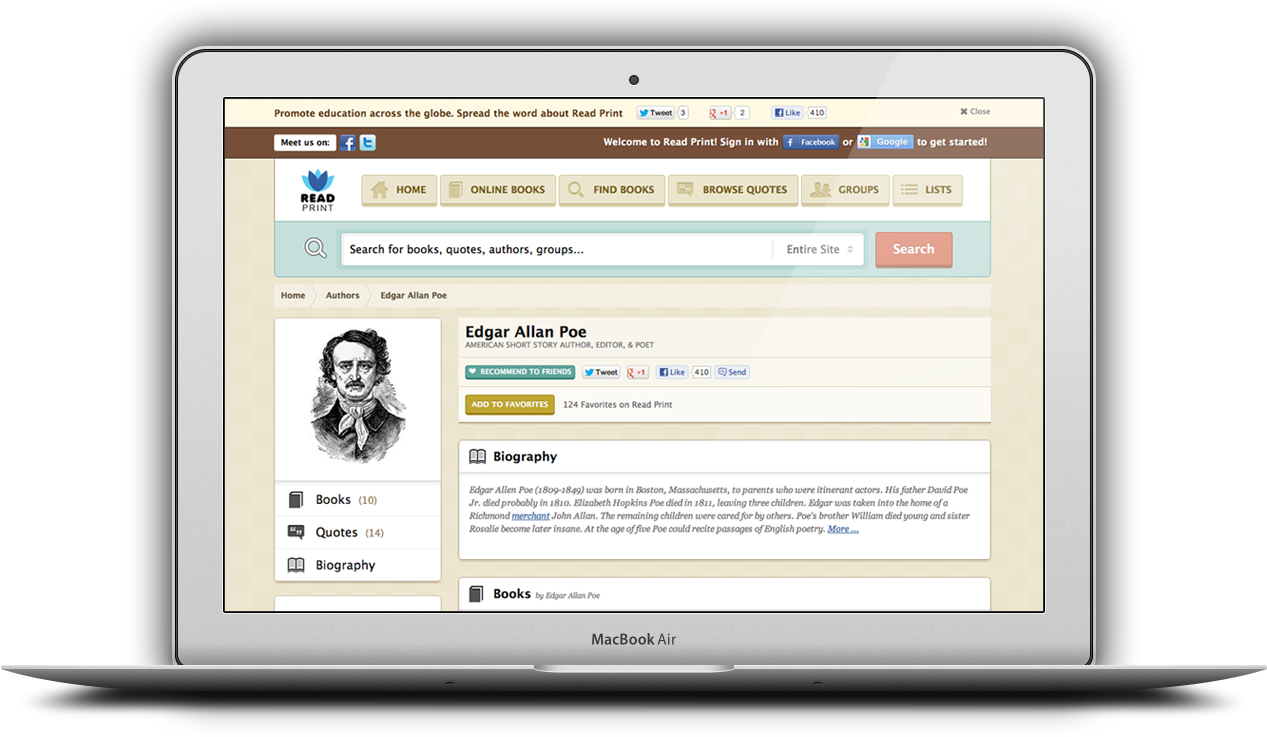 Promote education across the globe. Spread the word about Read Print Tweet 3 +1 2 Like 410 Close
Meet us on: Welcome to Read Print! Sign in with Facebook or Google to get started!
READ
PRINT
HOME ONLINE BOOKS FIND BOOKS BROWSE QUOTES GROUPS LISTS
Search for books, quotes, authors, groups... Entire Site Search
Home Authors Edgar Allan Poe
Edgar Allan Poe
AMERICAN SHORT STORY AUTHOR, EDITOR, & POET
RECOMMEND TO FRIENDS Tweet +1 Like 410 Send
ADD TO FAVORITES 124 Favorites on Read Print
Books (10)
Quotes (14)
Biography
Biography
Edgar Allen Poe (1809-1849) was born in Boston, Massachusetts, to parents who were itinerant actors. His father David Poe
Jr. died probably in 1810. Elizabeth Hopkins Poe died in 1811, leaving three children. Edgar was taken into the home of a
Richmond merchant John Allan. The remaining children were cared for by others. Poe's brother William died young and sister
Rosalie become later insane. At the age of five Poe could recite passages of English poetry. More ...
Books by Edgar Allan Poe
MacBook Air